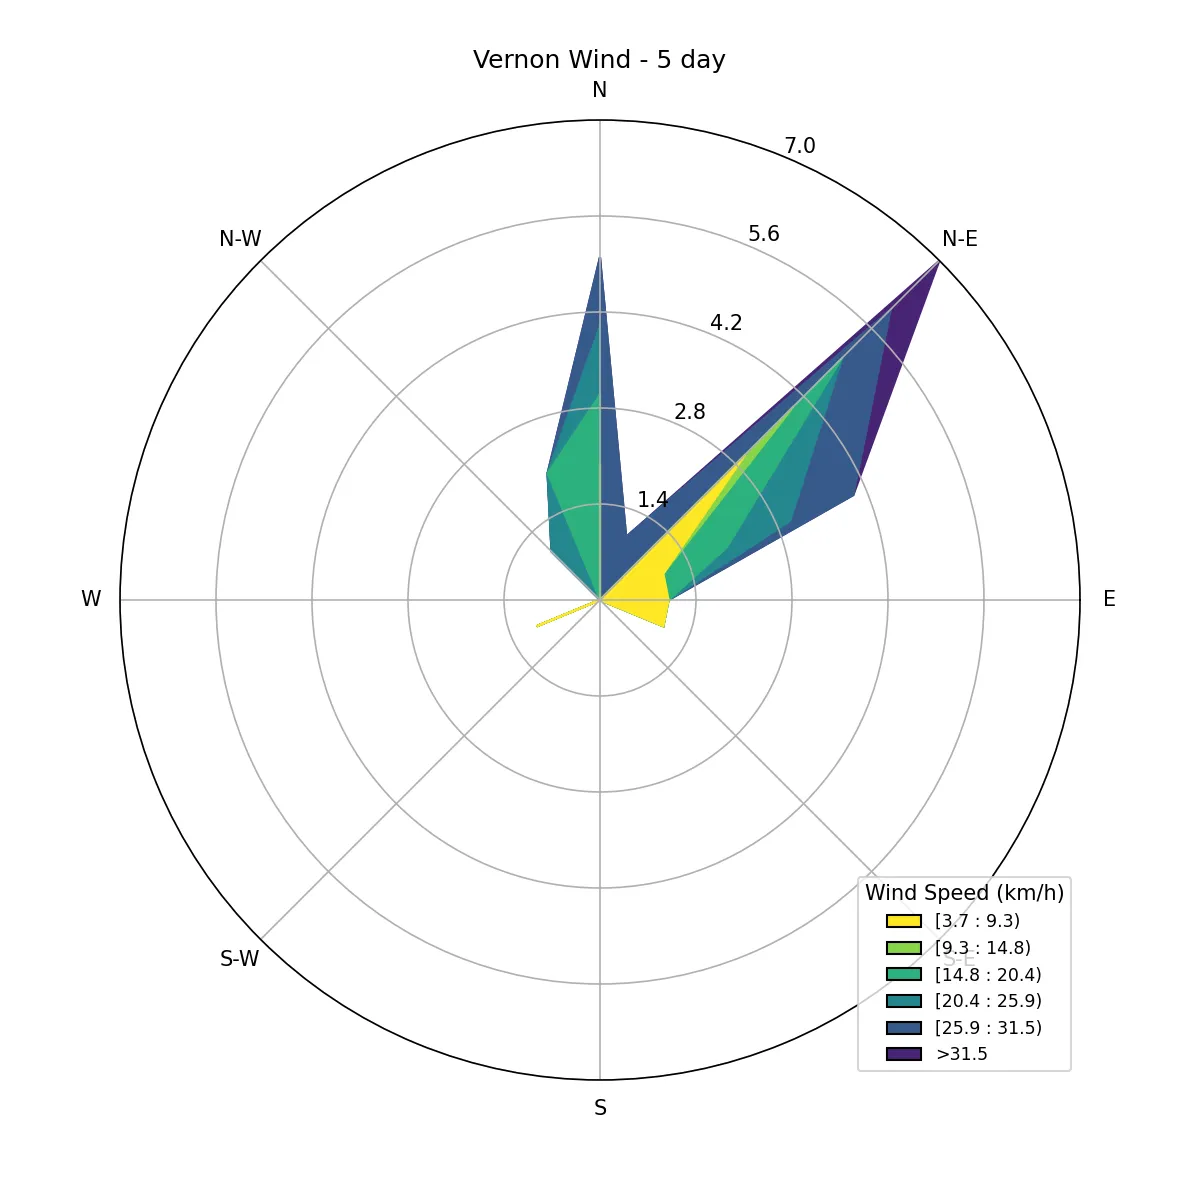 Vernon Wind - 5 day
N
7.0
5.6
N-W
N-E
4.2
2.8
1.4
W
E
S-W
S-E
S
Wind Speed (km/h)
[3.7 : 9.3)
[9.3 : 14.8)
[14.8 : 20.4)
[20.4 : 25.9)
[25.9 : 31.5)
>31.5